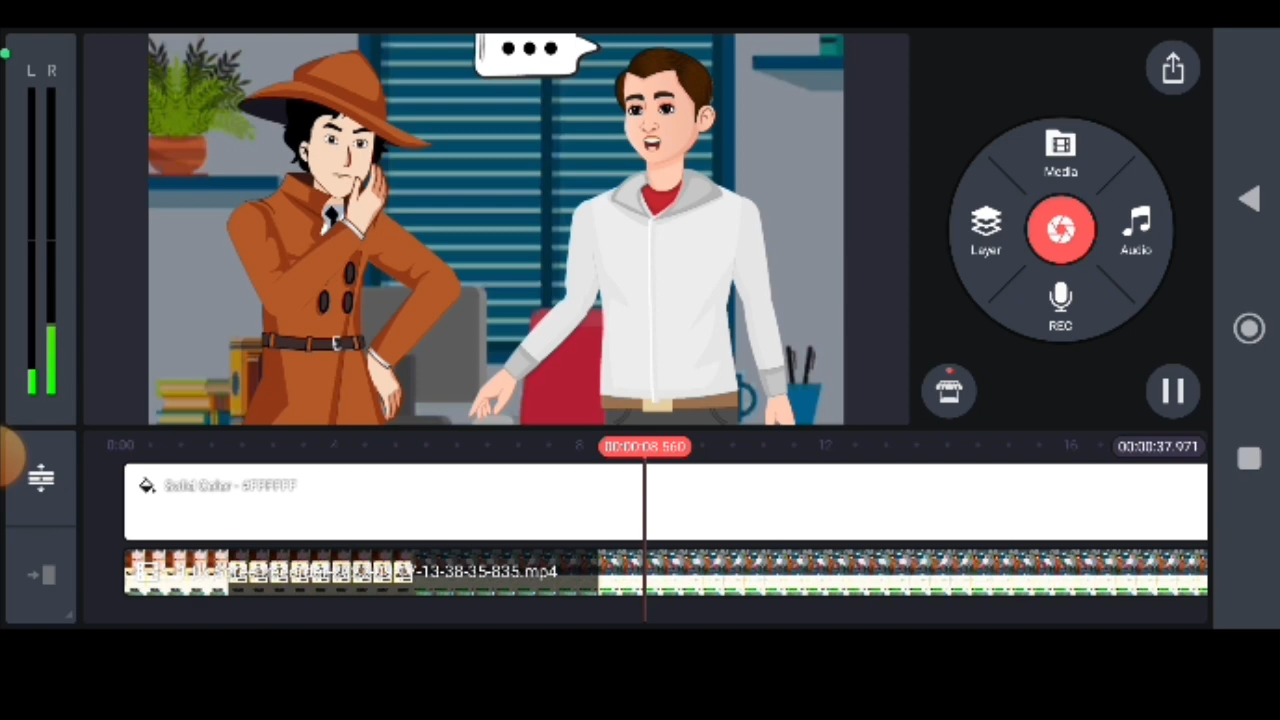 L R
Media
Layer
Audio
REC
0:00 4 8 00:00:08.560 12 16 00:00:37.971
Solid Color - #FFFFFF
-13-38-35-835.mp4